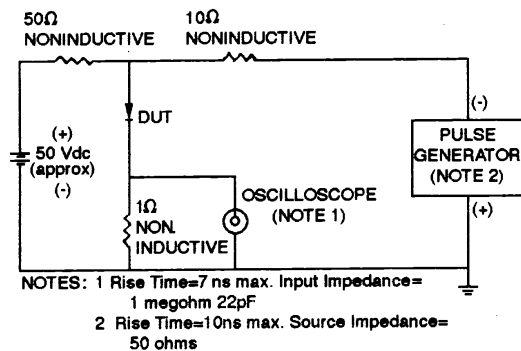 50Ω
NONINDUCTIVE
10Ω
NONINDUCTIVE
DUT
(+)
50 Vdc
(approx)
(-)
1Ω
NON.
INDUCTIVE
OSCILLOSCOPE
(NOTE 1)
(-)
PULSE
GENERATOR
(NOTE 2)
(+)
NOTES: 1 Rise Time=7 ns max. Input Impedance=
1 megohm 22pF
2 Rise Time=10ns max. Source Impedance=
50 ohms